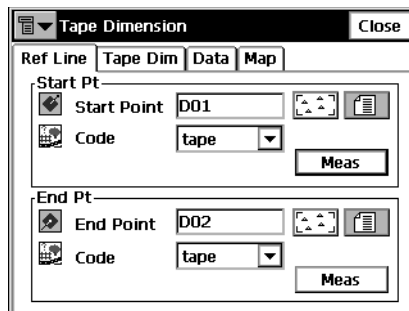 Tape Dimension Close
Ref Line Tape Dim Data Map
Start Pt
Start Point D01
Code tape
Meas
End Pt
End Point D02
Code tape
Meas